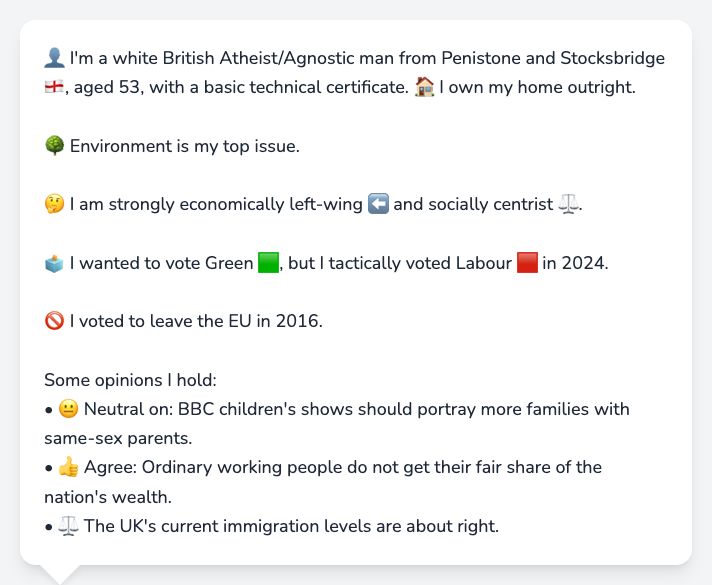 👤 I'm a white British Atheist/Agnostic man from Penistone and Stocksbridge
🏴󠁧󠁢󠁥󠁮󠁧󠁿, aged 53, with a basic technical certificate. 🏠 I own my home outright.
🌳 Environment is my top issue.
🤔 I am strongly economically left-wing ⬅️ and socially centrist ⚖️.
🗳️ I wanted to vote Green 🟩, but I tactically voted Labour 🟥 in 2024.
🚫 I voted to leave the EU in 2016.
Some opinions I hold:
• 😐 Neutral on: BBC children's shows should portray more families with
same-sex parents.
• 👍 Agree: Ordinary working people do not get their fair share of the
nation's wealth.
• ⚖️ The UK's current immigration levels are about right.